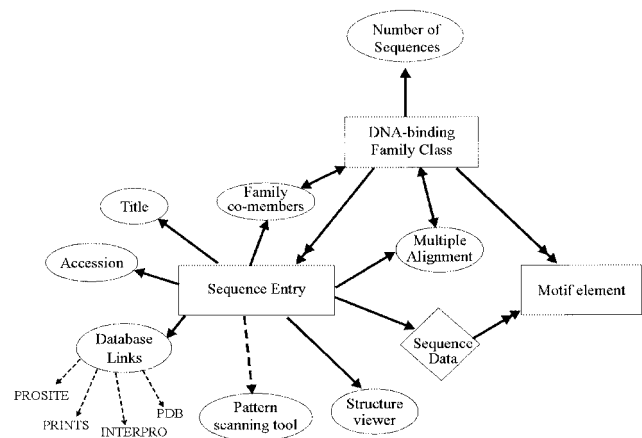 Number of
Sequences
DNA-binding
Family Class
Family
co-members
Title
Multiple
Alignment
Accession
Sequence Entry
Motif element
Database
Links
Sequence
Data
PROSITE
PRINTS
INTERPRO
PDB
Pattern
scanning tool
Structure
viewer